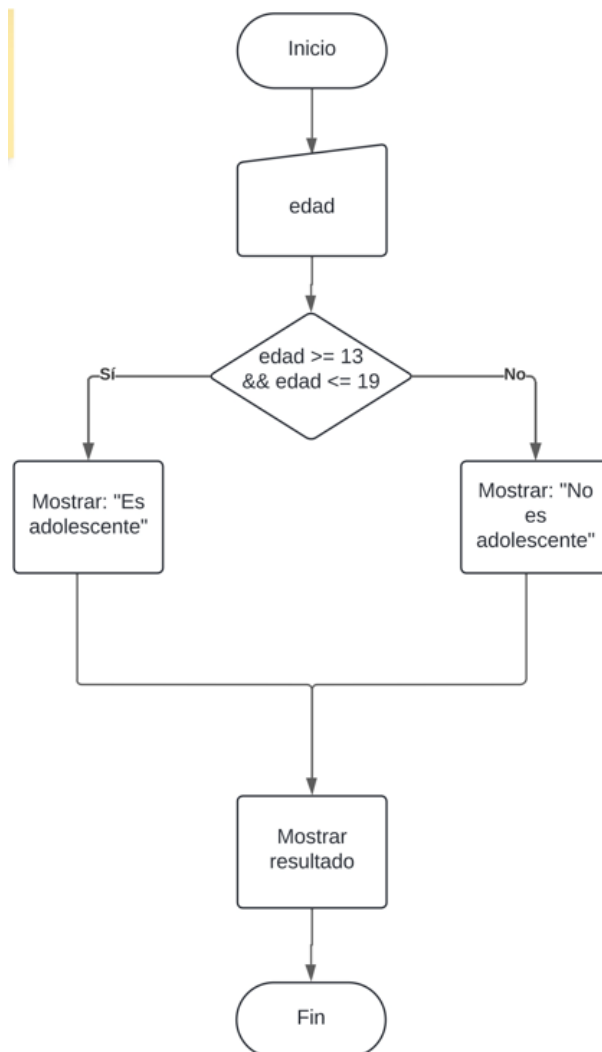 Inicio
edad
edad >= 13
&& edad <= 19
Sí
No
Mostrar: "Es
adolescente"
Mostrar: "No
es
adolescente"
Mostrar
resultado
Fin